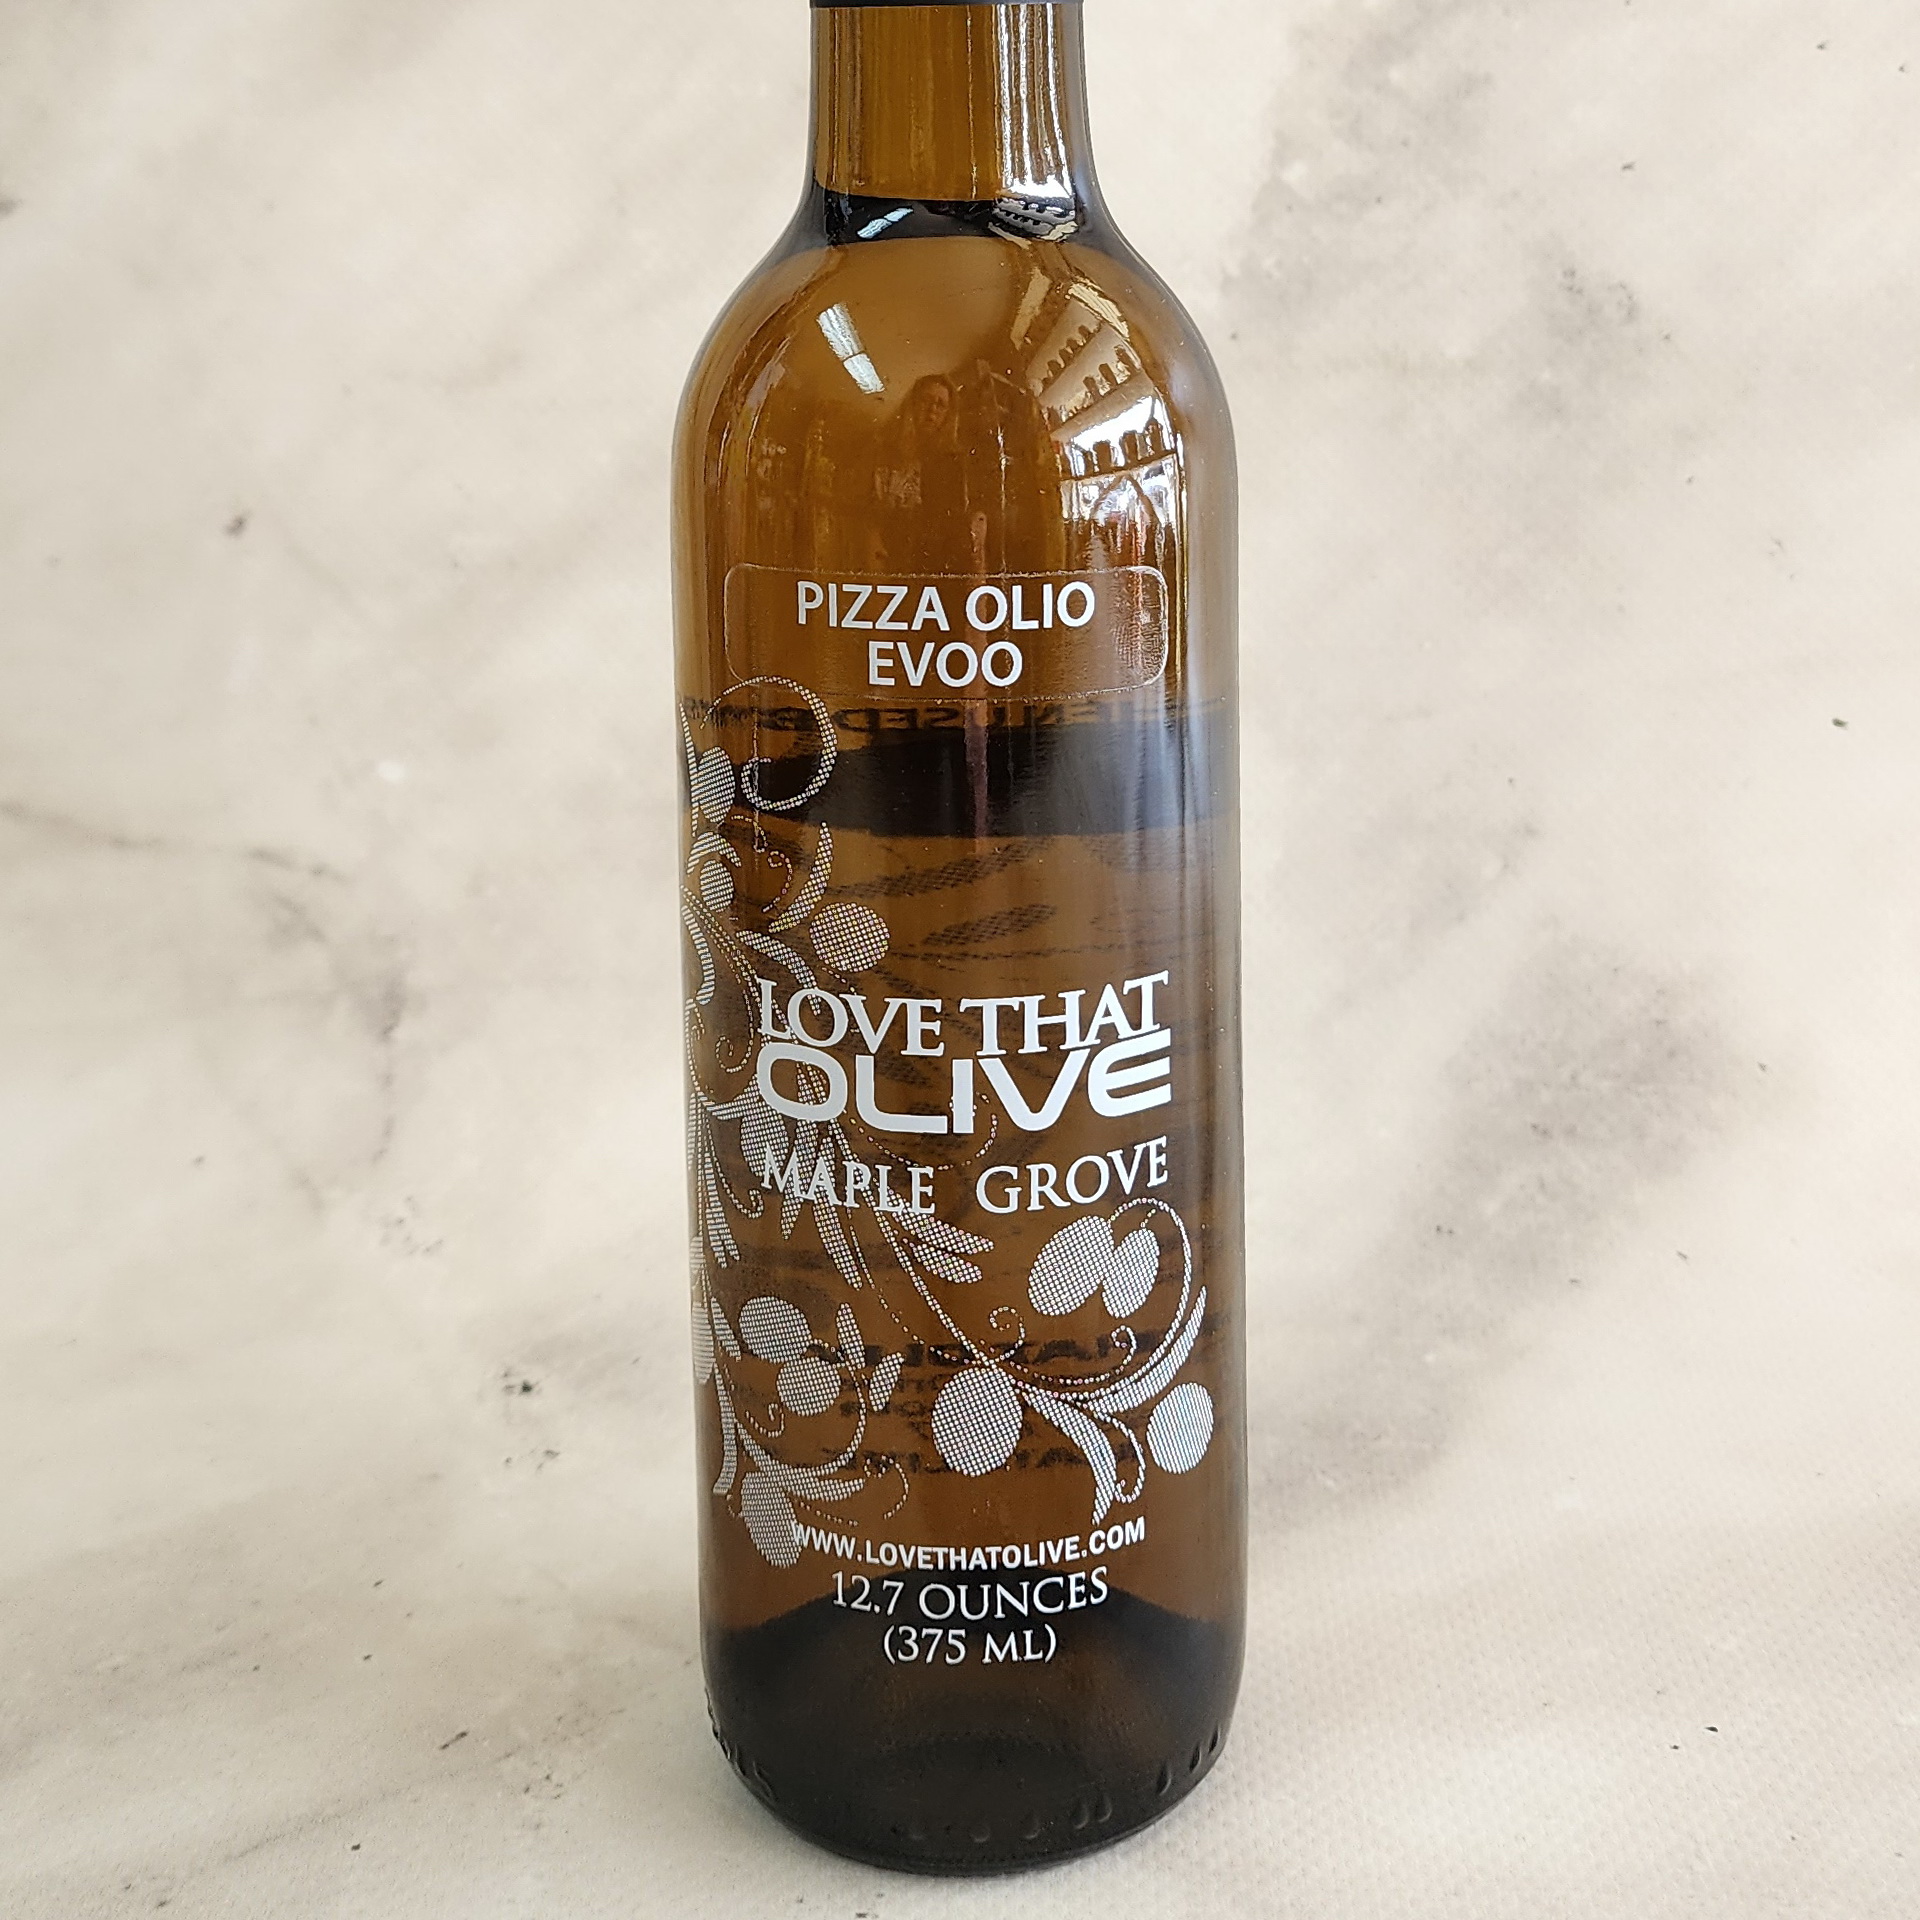 PIZZA OLIO
EVOO
LOVE THAT
OLIVE
MAPLE GROVE
WWW.LOVETHATOLIVE.COM
12.7 OUNCES
(375 ML)